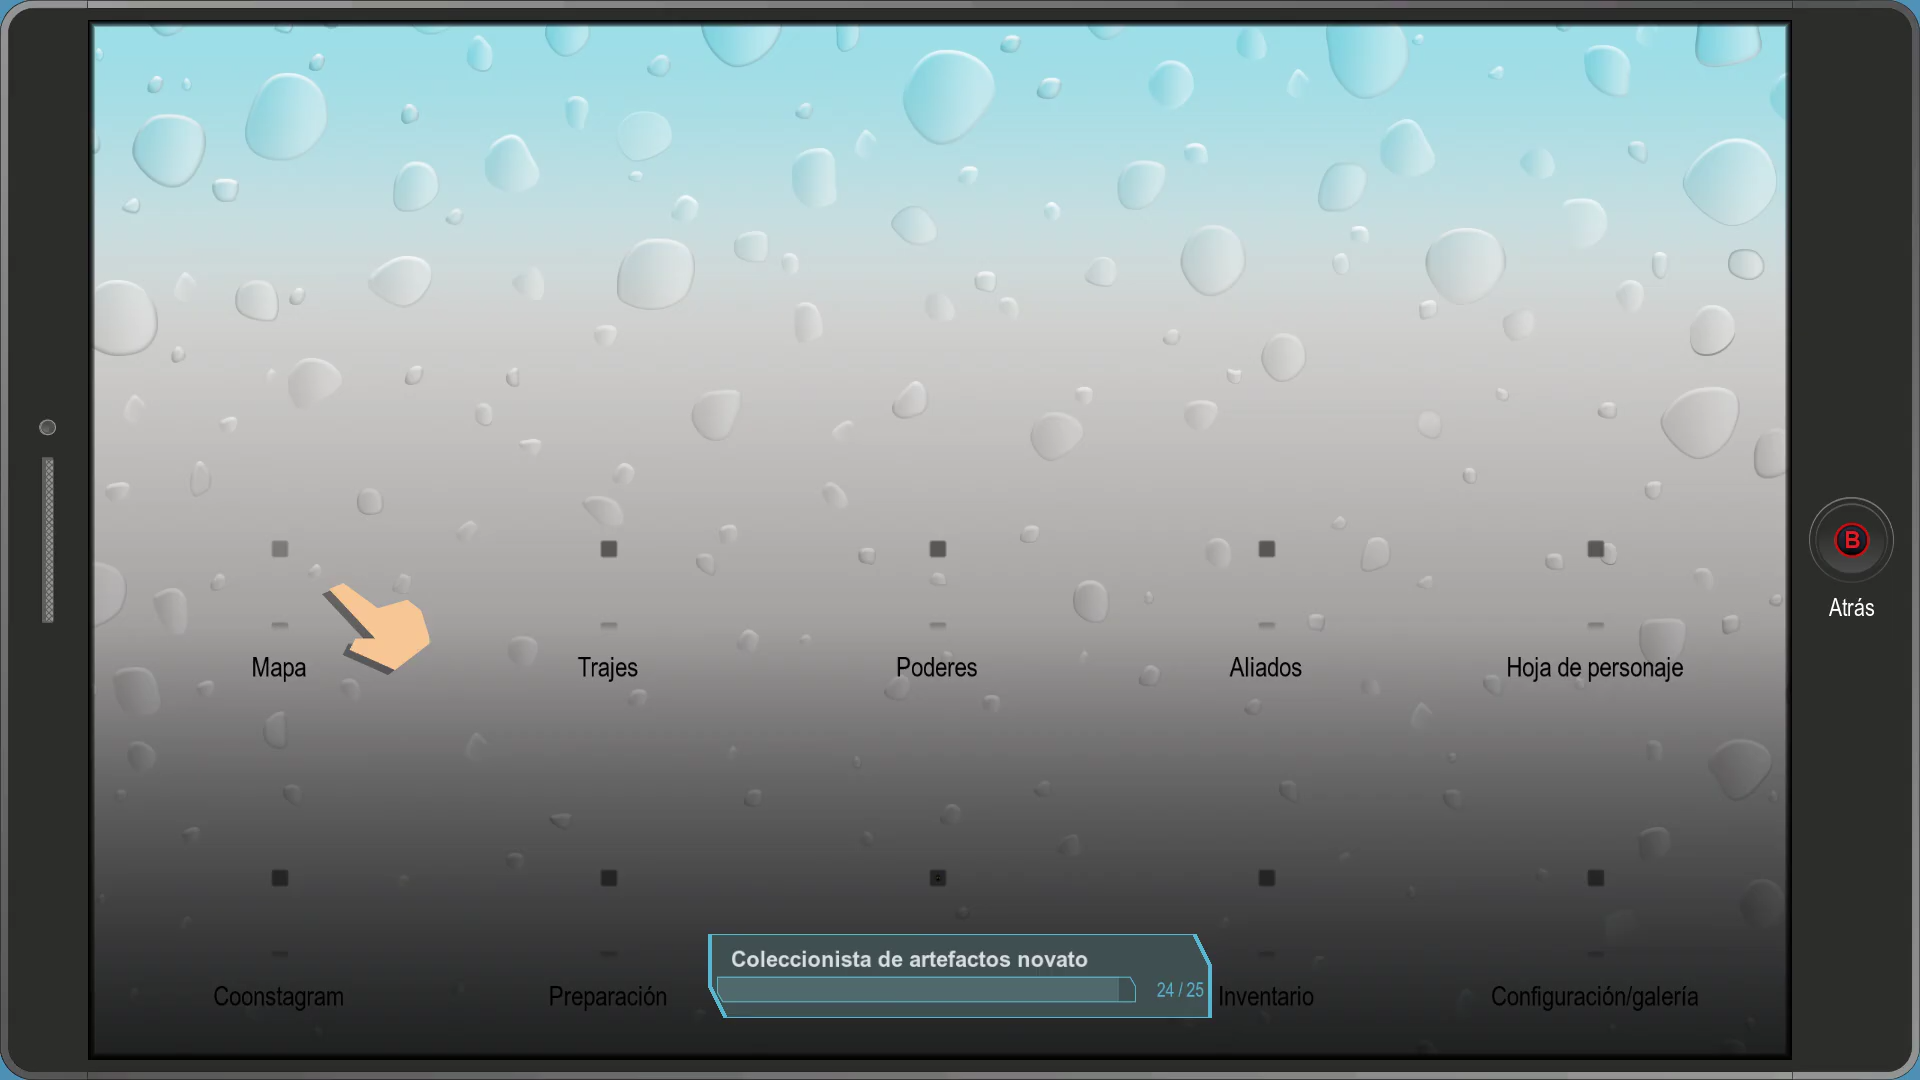 B
Atrás
Mapa
Trajes
Poderes
Aliados
Hoja de personaje
Coonstagram
Preparación
Inventario
Configuración/galería
Coleccionista de artefactos novato
24 / 25